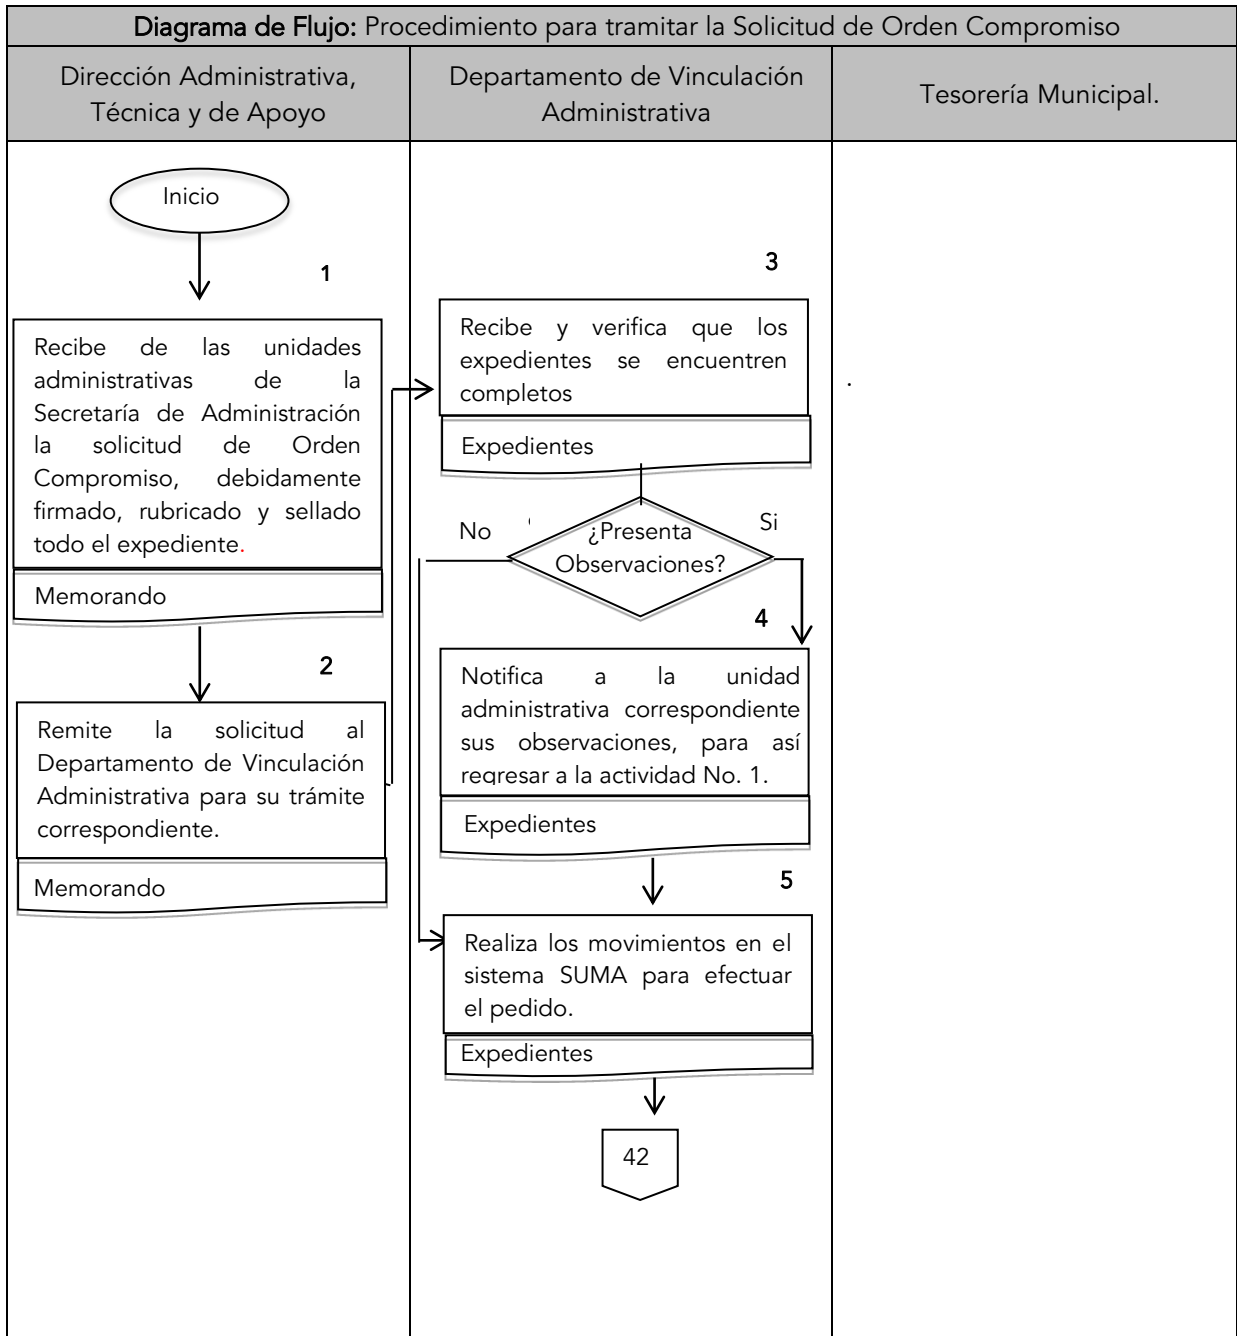 Diagrama de Flujo: Procedimiento para tramitar la Solicitud de Orden Compromiso
Dirección Administrativa,
Técnica y de Apoyo
Departamento de Vinculación
Administrativa
Tesorería Municipal.
Inicio
1
Recibe de las unidades
administrativas de la
Secretaría de Administración
la solicitud de Orden
Compromiso, debidamente
firmado, rubricado y sellado
todo el expediente.
Memorando
2
Remite la solicitud al
Departamento de Vinculación
Administrativa para su trámite
correspondiente.
Memorando
3
Recibe y verifica que los
expedientes se encuentren
completos
Expedientes
No
¿Presenta
Observaciones?
Si
4
Notifica a la unidad
administrativa correspondiente
sus observaciones, para así
regresar a la actividad No. 1.
Expedientes
5
Realiza los movimientos en el
sistema SUMA para efectuar
el pedido.
Expedientes
42
.